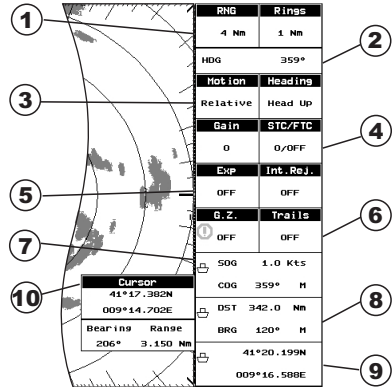 RNG Rings
4 Nm 1 Nm
HDG 359°
Motion Heading
Relative Head Up
Gain STC/FTC
0 0/OFF
Exp Int.Rej.
OFF OFF
G.Z. Trails
OFF OFF
SOG 1.0 Kts
COG 359° M
DST 342.0 Nm
BRG 120° M
41°20.199N
009°16.588E
Cursor
41°17.382N
009°14.702E
Bearing Range
206° 3.150 Nm
1
2
3
4
5
6
7
8
9
10